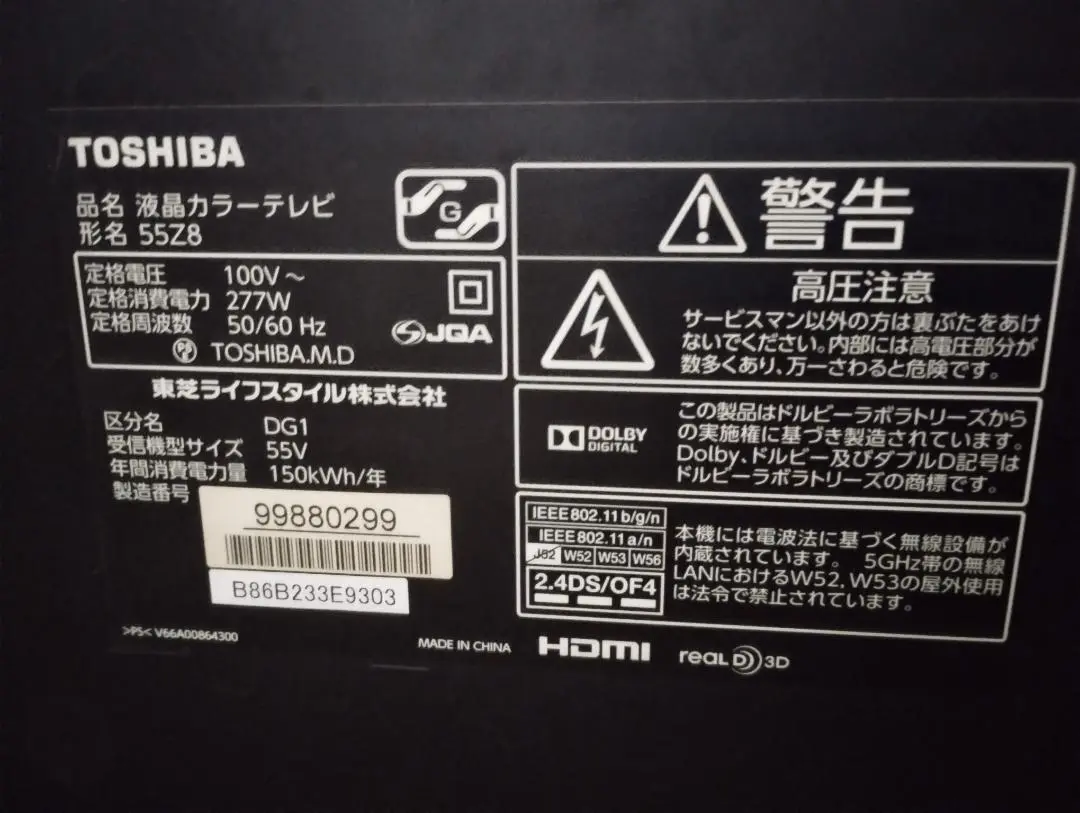 TOSHIBA
品名 液晶カラーテレビ
形名 55Z8
G
定格電圧 100V～
定格消費電力 277W
定格周波数 50/60 Hz
JQA
PS E TOSHIBA.M.D
東芝ライフスタイル株式会社
区分名 DG1
受信機型サイズ 55V
年間消費電力量 150kWh/年
製造番号
99880299
B86B233E9303
>PS< V66A00864300
MADE IN CHINA
HDMI
REAL D 3D
警告
高圧注意
サービスマン以外の方は裏ぶたをあけ
ないでください。内部には高電圧部分が
数多くあり、万一さわると危険です。
DOLBY
DIGITAL
この製品はドルビーラボラトリーズから
の実施権に基づき製造されています。
Dolby、ドルビー及びダブルD記号は
ドルビーラボラトリーズの商標です。
IEEE802.11b/g/n
IEEE802.11a/n
J52 W52 W53 W56
2.4DS/OF4
本機には電波法に基づく無線設備が
内蔵されています。 5GHz帯の無線
LANにおけるW52、W53の屋外使用
は法令で禁止されています。